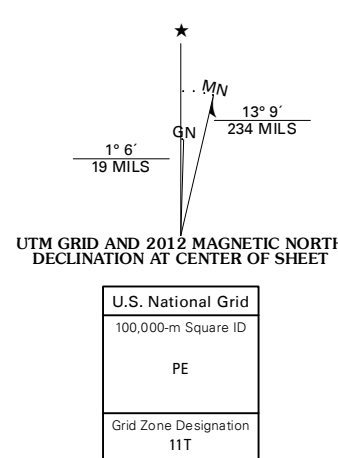 ★
MN
GN
13° 9´
234 MILS
1° 6´
19 MILS
UTM GRID AND 2012 MAGNETIC NORTH
DECLINATION AT CENTER OF SHEET
U.S. National Grid
100,000-m Square ID
PE
Grid Zone Designation
11T